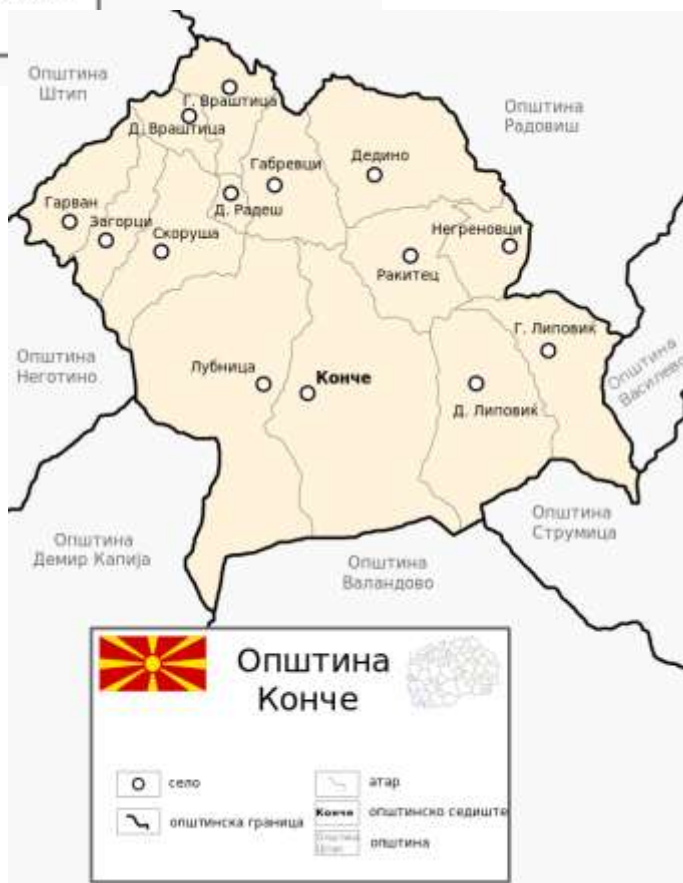 Општина
Штип
Општина
Радовиш
Г. Враштица
Д. Враштица
Габревци
Дедино
Гарван
Загорци
Скоруша
Д. Радеш
Негреновци
Ракитец
Г. Липовик
Општина
Неготино
Општина
Василево
Лубница
Конче
Д. Липовик
Општина
Демир Капија
Општина
Струмица
Општина
Валандово
Општина
Конче
село
атар
општинска граница
Конче
општинско седиште
Општина
Штип
општина